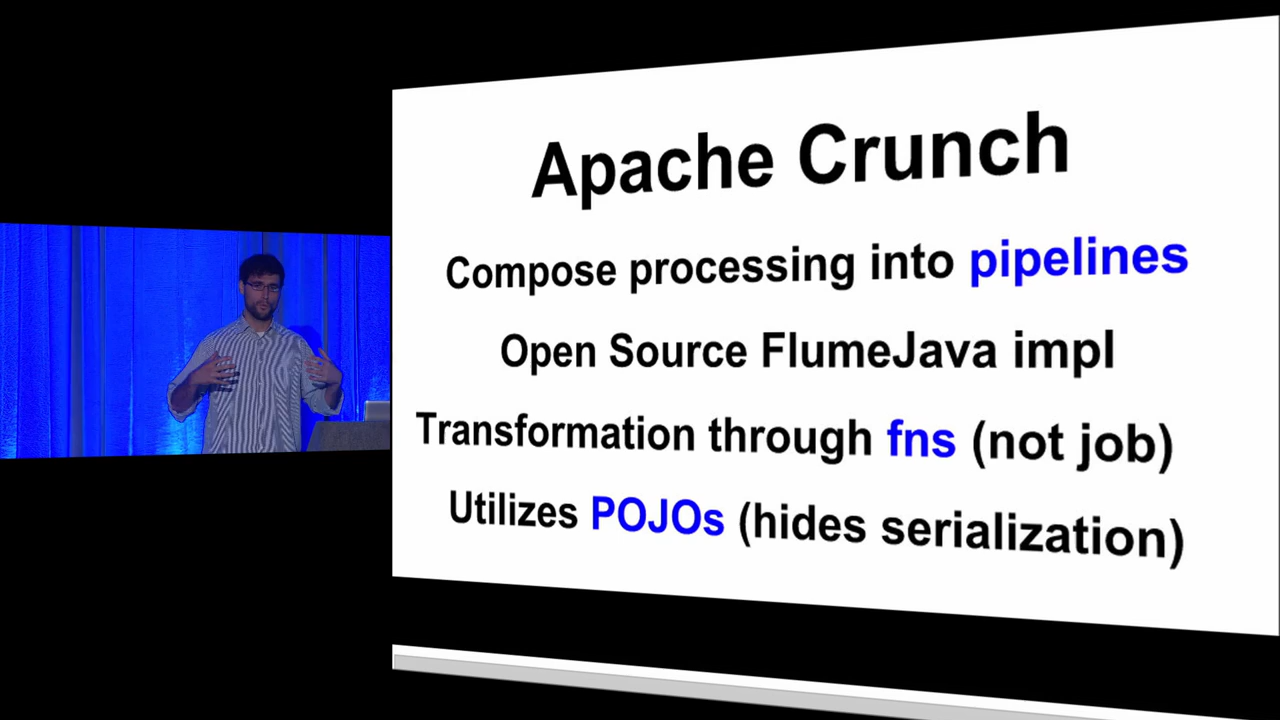 Apache Crunch
Compose processing into pipelines
Open Source FlumeJava impl
Transformation through fns (not job)
Utilizes POJOs (hides serialization)